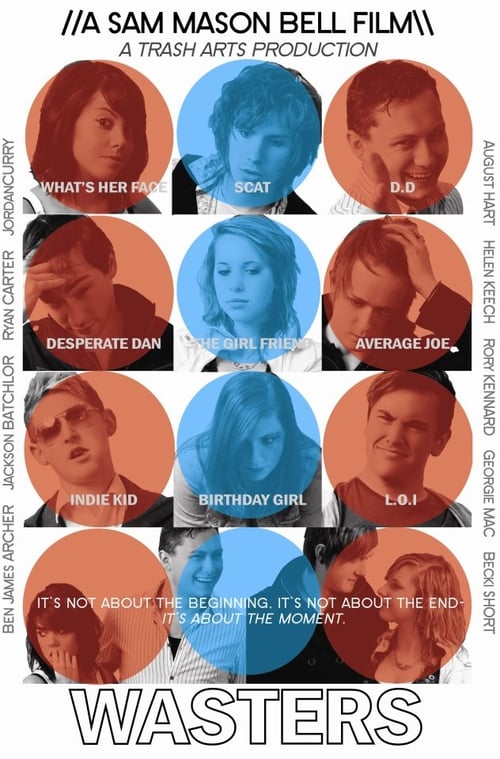 //A SAM MASON BELL FILM\\
A TRASH ARTS PRODUCTION
WHAT'S HER FACE
SCAT
D.D
DESPERATE DAN
THE GIRL FRIEND
AVERAGE JOE
INDIE KID
BIRTHDAY GIRL
L.O.I
BEN JAMES ARCHER JACKSON BATCHLOR RYAN CARTER JORDANCURRY
AUGUST HART HELEN KEECH RORY KENNARD GEORGIE MAC BECKI SHORT
IT`S NOT ABOUT THE BEGINNING. IT`S NOT ABOUT THE END-
IT`S ABOUT THE MOMENT.
WASTERS